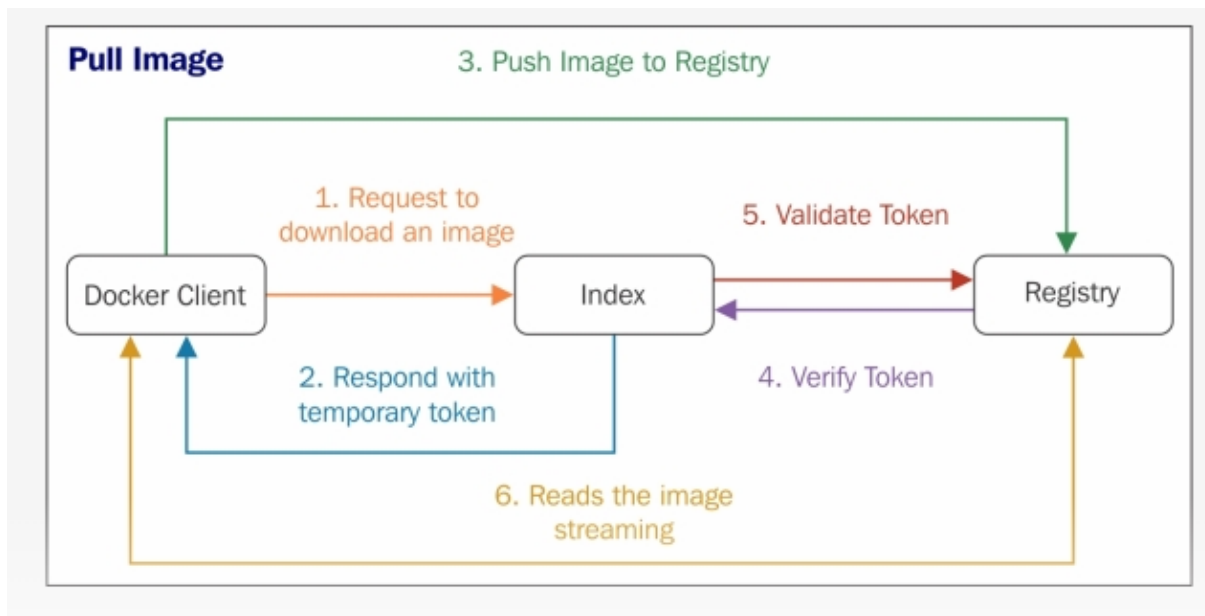 Pull Image
3. Push Image to Registry
1. Request to
download an image
5. Validate Token
Docker Client
Index
Registry
2. Respond with
temporary token
4. Verify Token
6. Reads the image
streaming